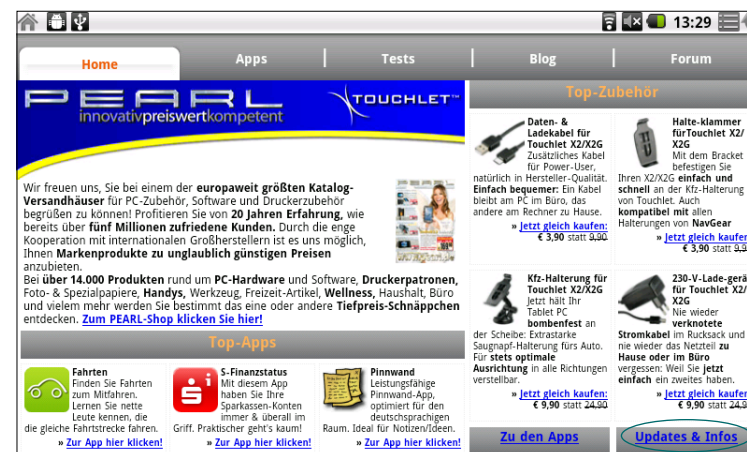 13:29
Home
Apps
Tests
Blog
Forum
PEARL
innovativpreiswertkompetent
TOUCHLET™
Wir freuen uns, Sie bei einem der europaweit größten Katalog-
Versandhäuser für PC-Zubehör, Software und Druckerzubehör
begrüßen zu können! Profitieren Sie von 20 Jahren Erfahrung, wie
bereits über fünf Millionen zufriedene Kunden. Durch die enge
Kooperation mit internationalen Großherstellern ist es uns möglich,
Ihnen Markenprodukte zu unglaublich günstigen Preisen
anzubieten.
Bei über 14.000 Produkten rund um PC-Hardware und Software, Druckerpatronen,
Foto- & Spezialpapiere, Handys, Werkzeug, Freizeit-Artikel, Wellness, Haushalt, Büro
und vielem mehr werden Sie bestimmt das eine oder andere Tiefpreis-Schnäppchen
entdecken. Zum PEARL-Shop klicken Sie hier!
Top-Apps
Fahrten
Finden Sie Fahrten
zum Mitfahren.
Lernen Sie nette
Leute kennen, die
die gleiche Fahrtstrecke fahren.
» Zur App hier klicken!
S-Finanzstatus
Mit diesem App
haben Sie Ihre
Sparkassen-Konten
immer & überall im
Griff. Praktischer geht's kaum!
» Zur App hier klicken!
Pinnwand
Leistungsfähige
Pinnwand-App,
optimiert für den
deutschsprachigen
Raum. Ideal für Notizen/Ideen.
» Zur App hier klicken!
Top-Zubehör
Daten- &
Ladekabel für
Touchlet X2/X2G
Zusätzliches Kabel
für Power-User,
natürlich in Hersteller-Qualität.
Einfach bequemer: Ein Kabel
bleibt am PC im Büro, das
andere am Rechner zu Hause.
» Jetzt gleich kaufen:
€ 3,90 statt 9,90
Halte-klammer
fürTouchlet X2/
X2G
Mit dem Bracket
befestigen Sie
Ihren X2/X2G einfach und
schnell an der Kfz-Halterung
von Touchlet. Auch
kompatibel mit allen
Halterungen von NavGear
» Jetzt gleich kaufen
€ 3,90 statt 9,9
Kfz-Halterung für
Touchlet X2/X2G
Jetzt hält Ihr
Tablet PC
bombenfest an
der Scheibe: Extrastarke
Saugnapf-Halterung fürs Auto.
Für stets optimale
Ausrichtung in alle Richtungen
verstellbar.
» Jetzt gleich kaufen:
€ 9,90 statt 24,90
230-V-Lade-gerä
für Touchlet X2/
X2G
Nie wieder
verknotete
Stromkabel im Rucksack und
nie wieder das Netzteil zu
Hause oder im Büro
vergessen: Weil Sie jetzt
einfach ein zweites haben.
» Jetzt gleich kaufen:
€ 9,90 statt 24,9
Zu den Apps
Updates & Infos